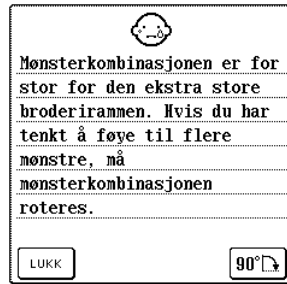 Mønsterkombinasjonen er for
stor for den ekstra store
broderirammen. Hvis du har
tenkt å føye til flere
mønstre, må
mønsterkombinasjonen
roteres.
LUKK
90°